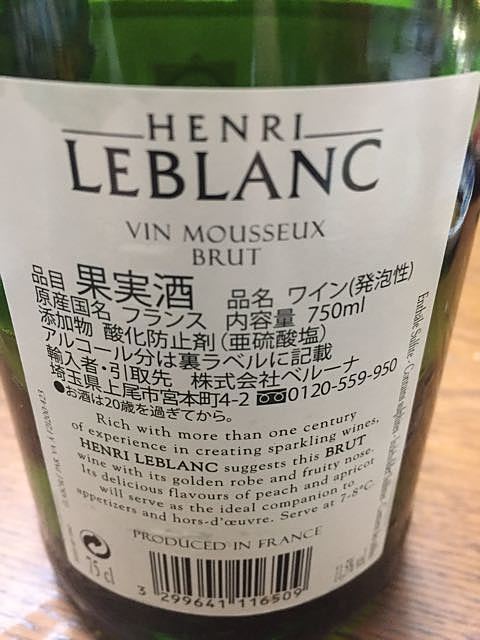 HENRI
LEBLANC
VIN MOUSSEUX
BRUT
品目 果実酒 品名 ワイン(発泡性)
原産国名 フランス 内容量 750ml
添加物 酸化防止剤(亜硫酸塩)
アルコール分は裏ラベルに記載
輸入者・引取先 株式会社ベルーナ
埼玉県上尾市宮本町4-2 0120-559-950
●お酒は20歳を過ぎてから。
Rich with more than one century
of experience in creating sparkling wines,
HENRI LEBLANC suggests this BRUT
wine with its golden robe and fruity nose.
Its delicious flavours of peach and apricot
will serve as the ideal companion to
appetizers and hors-d'œuvre. Serve at 7-8°C.
PRODUCED IN FRANCE
75 cl
11,5% vol
3 299641 116509
Enthält Sulfite